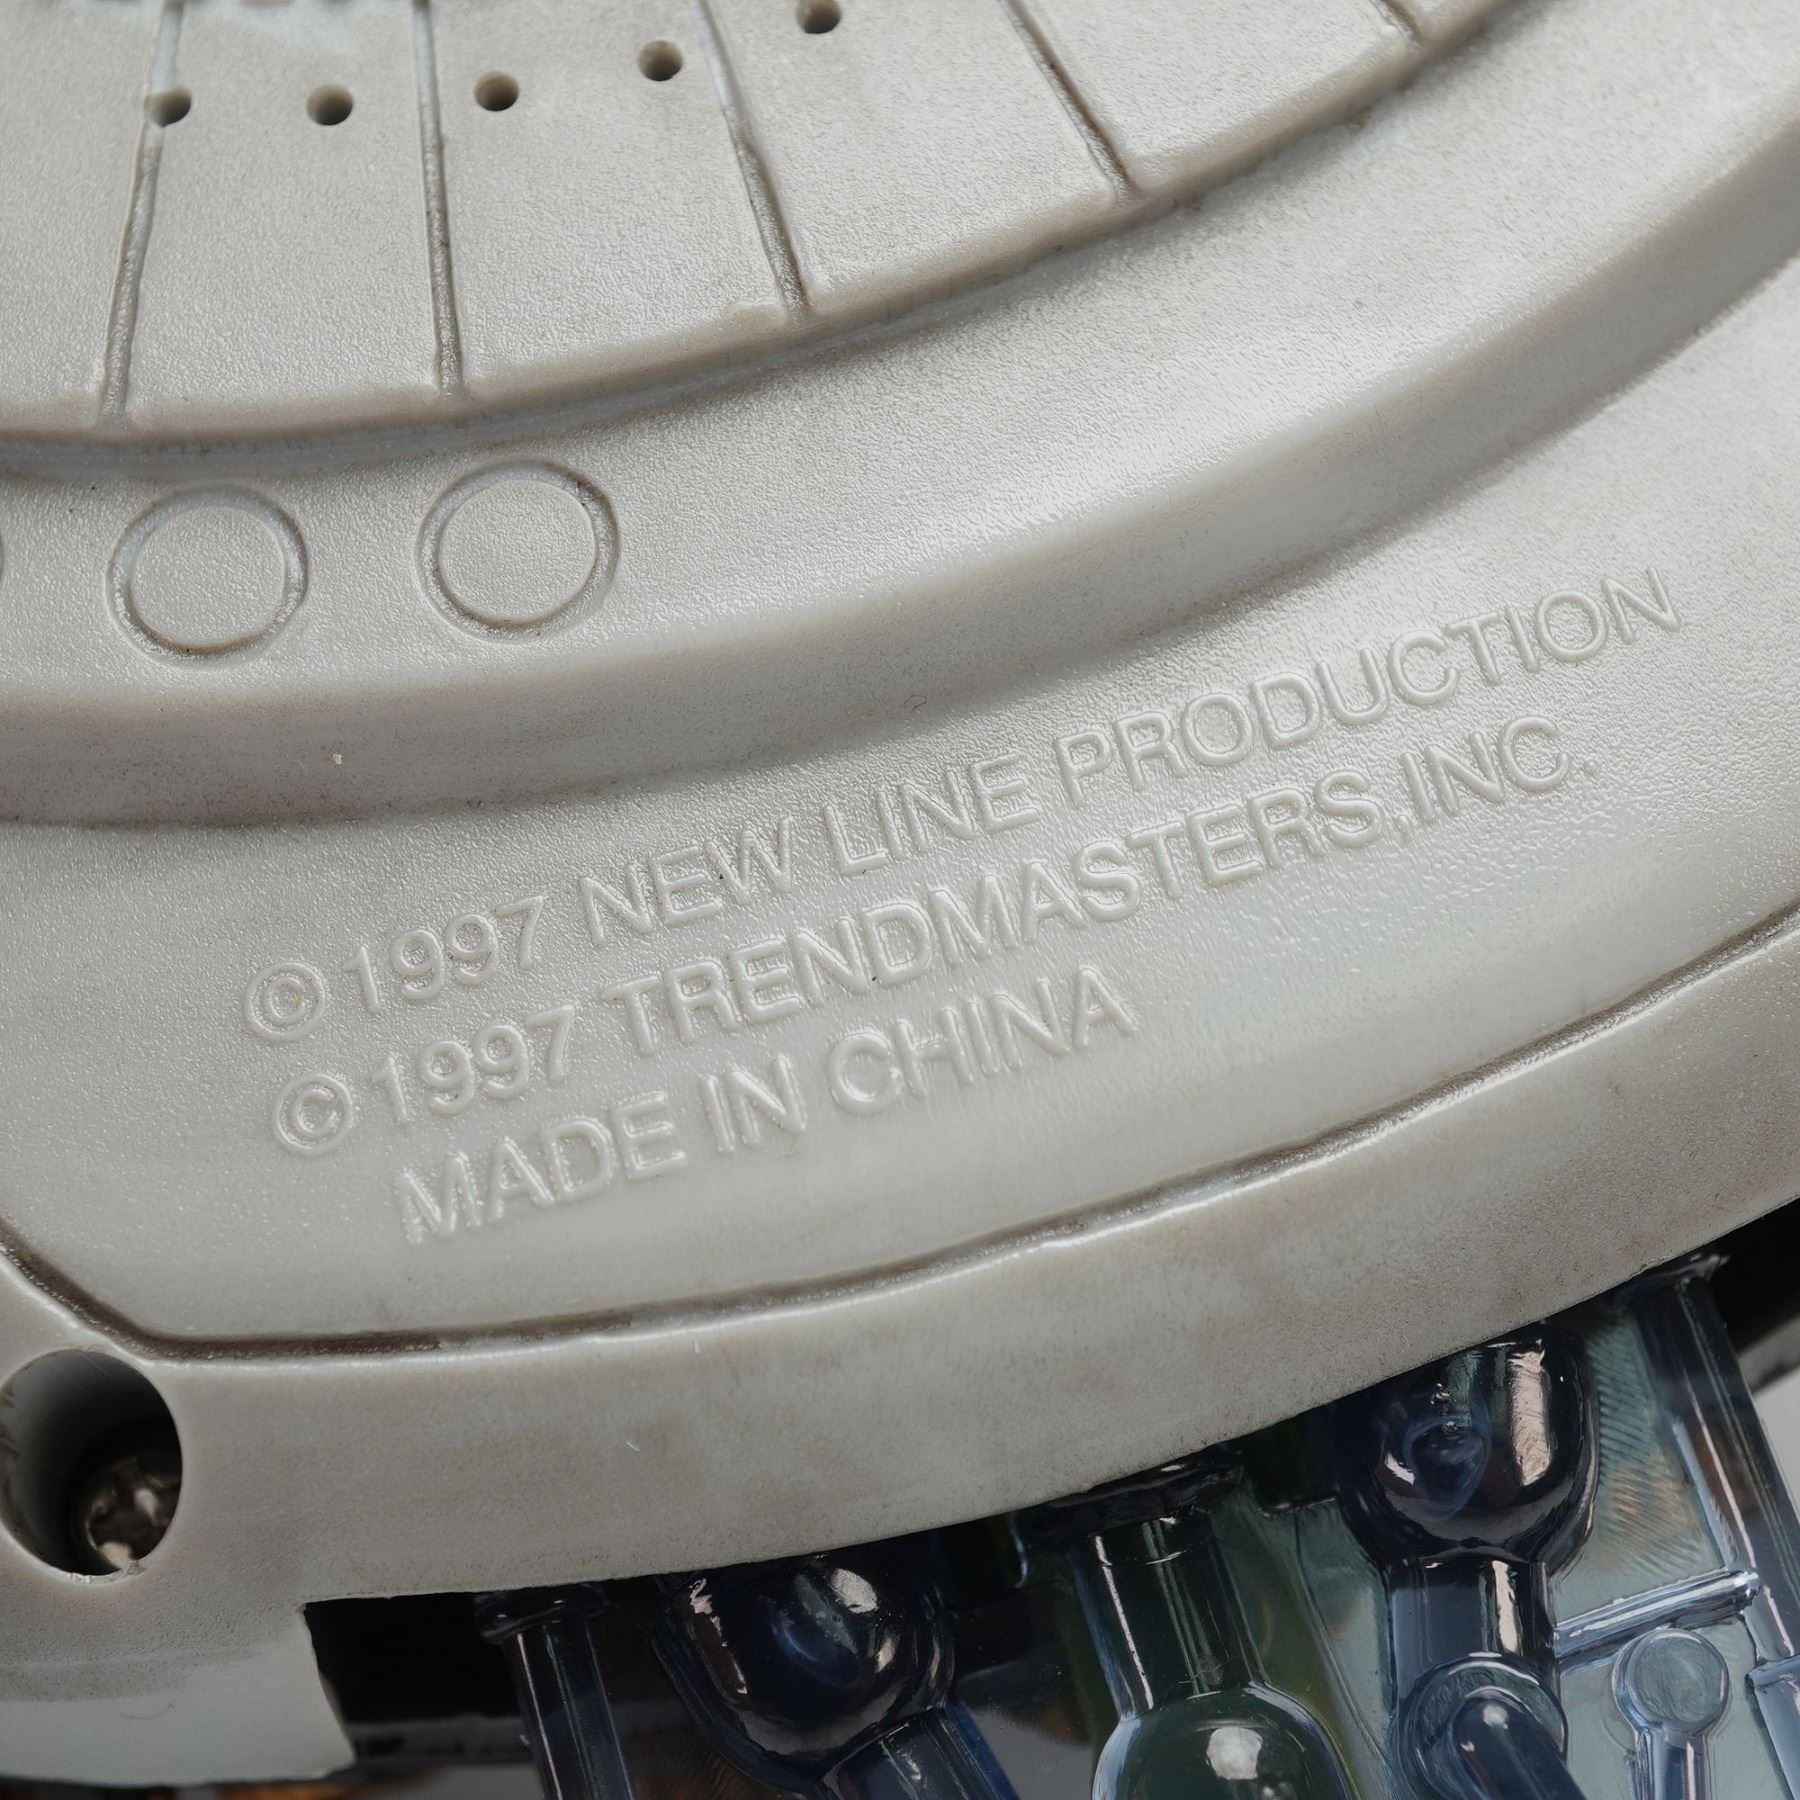 ©1997 NEW LINE PRODUCTION
©1997 TRENDMASTERS,INC.
MADE IN CHINA